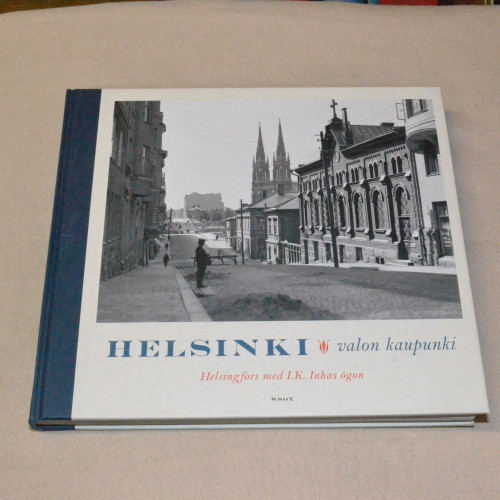 HELSINKI valon kaupunki
Helsingfors med I.K. Inhas ögon
WSOY